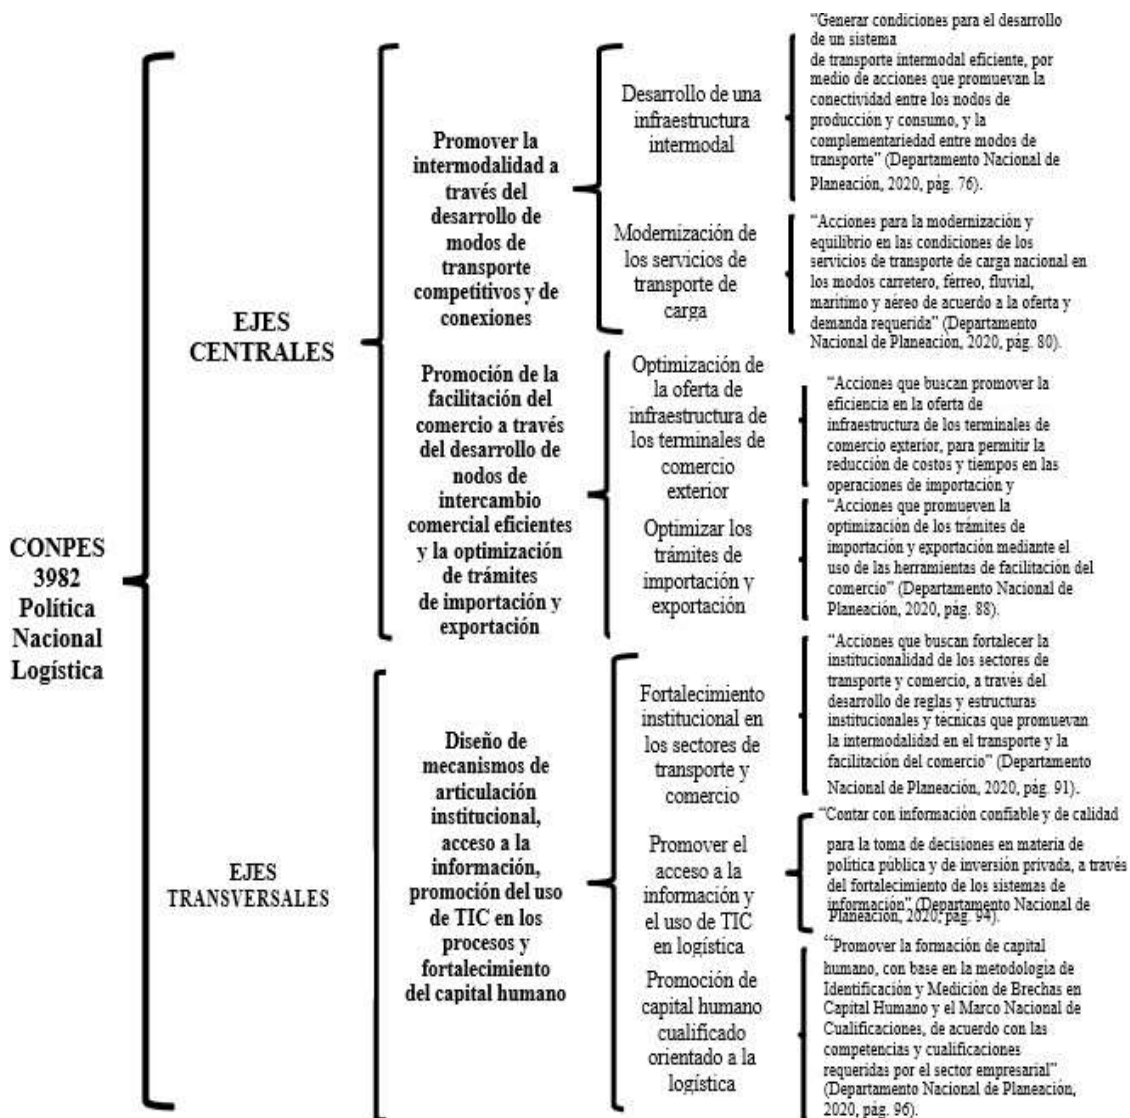 CONPES
3982
Política
Nacional
Logística
EJES
CENTRALES
Promover la
intermodalidad a
través del
desarrollo de
modos de
transporte
competitivos y de
conexiones
Desarrollo de una
infraestructura
intermodal
“Generar condiciones para el desarrollo
de un sistema
de transporte intermodal eficiente, por
medio de acciones que promuevan la
conectividad entre los nodos de
producción y consumo, y la
complementariedad entre modos de
transporte” (Departamento Nacional de
Planeación, 2020, pág. 76).
Modernización de
los servicios de
transporte de
carga
“Acciones para la modernización y
equilibrio en las condiciones de los
servicios de transporte de carga nacional en
los modos carretero, férreo, fluvial,
marítimo y aéreo de acuerdo a la oferta y
demanda requerida” (Departamento
Nacional de Planeación, 2020, pág. 80).
Promoción de la
facilitación del
comercio a través
del desarrollo de
nodos de
intercambio
comercial eficientes
y la optimización
de trámites
de importación y
exportación
Optimización de
la oferta de
infraestructura de
los terminales de
comercio
exterior
“Acciones que buscan promover la
eficiencia en la oferta de
infraestructura de los terminales de
comercio exterior, para permitir la
reducción de costos y tiempos en las
operaciones de importación y
Optimizar los
trámites de
importación y
exportación
“Acciones que promueven la
optimización de los trámites de
importación y exportación mediante el
uso de las herramientas de facilitación del
comercio” (Departamento Nacional de
Planeación, 2020, pág. 88).
EJES
TRANSVERSALES
Diseño de
mecanismos de
articulación
institucional,
acceso a la
información,
promoción del uso
de TIC en los
procesos y
fortalecimiento
del capital humano
Fortalecimiento
institucional en
los sectores de
transporte y
comercio
“Acciones que buscan fortalecer la
institucionalidad de los sectores de
transporte y comercio, a través del
desarrollo de reglas y estructuras
institucionales y técnicas que promuevan
la intermodalidad en el transporte y la
facilitación del comercio” (Departamento
Nacional de Planeación, 2020, pág. 91).
Promover el
acceso a la
información y
el uso de TIC
en logística
“Contar con información confiable y de calidad
para la toma de decisiones en materia de
política pública y de inversión privada, a través
del fortalecimiento de los sistemas de
información” (Departamento Nacional de
Planeación, 2020, pág. 94).
Promoción de
capital humano
cualificado
orientado a la
logística
“Promover la formación de capital
humano, con base en la metodología de
Identificación y Medición de Brechas en
Capital Humano y el Marco Nacional de
Cualificaciones, de acuerdo con las
competencias y cualificaciones
requeridas por el sector empresarial”
(Departamento Nacional de Planeación,
2020, pág. 96).